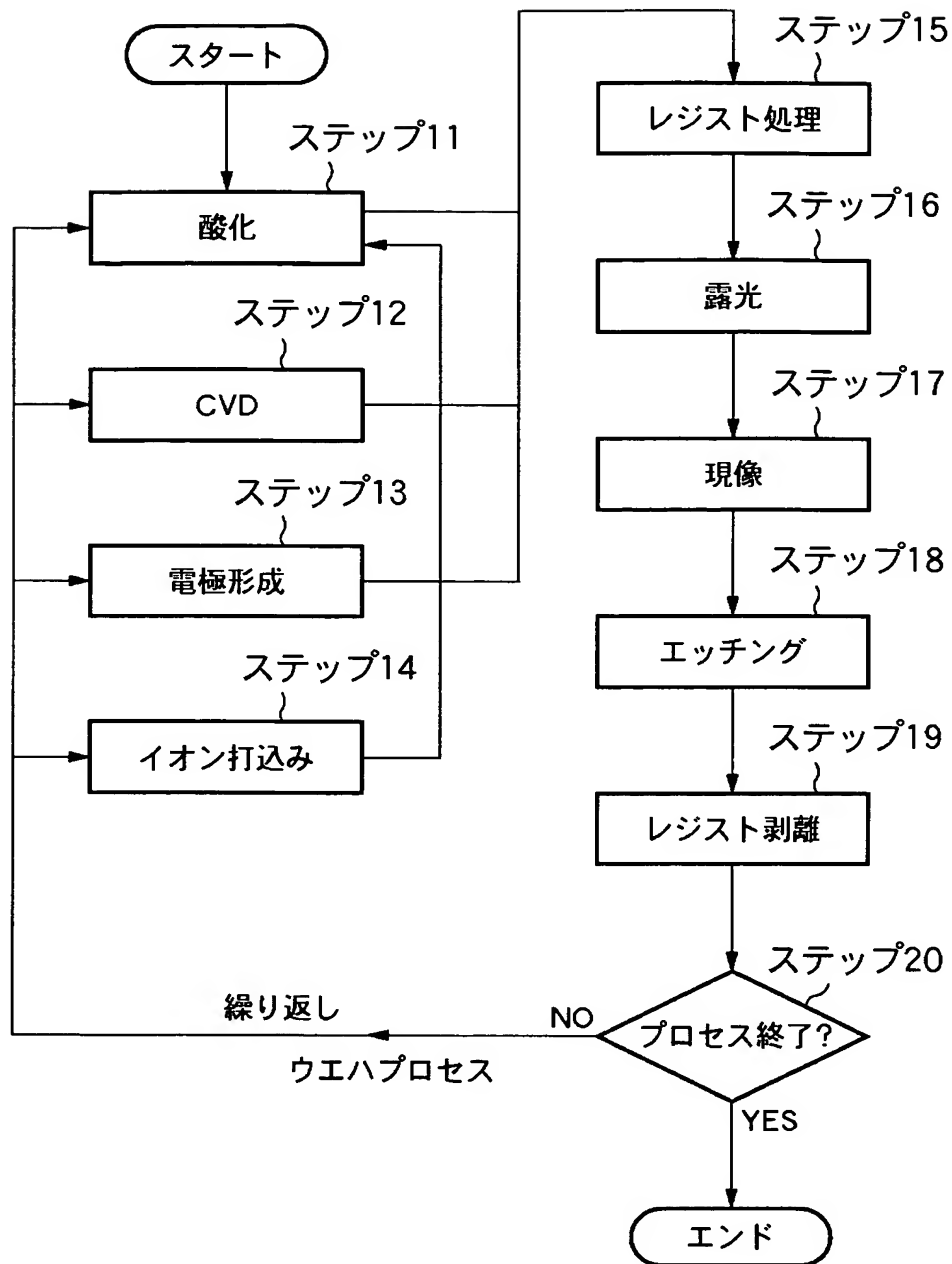 スタート
ステップ11
酸化
ステップ12
CVD
ステップ13
電極形成
ステップ14
イオン打込み
ステップ15
レジスト処理
ステップ16
露光
ステップ17
現像
ステップ18
エッチング
ステップ19
レジスト剥離
ステップ20
プロセス終了?
NO
繰り返し
ウエハプロセス
YES
エンド